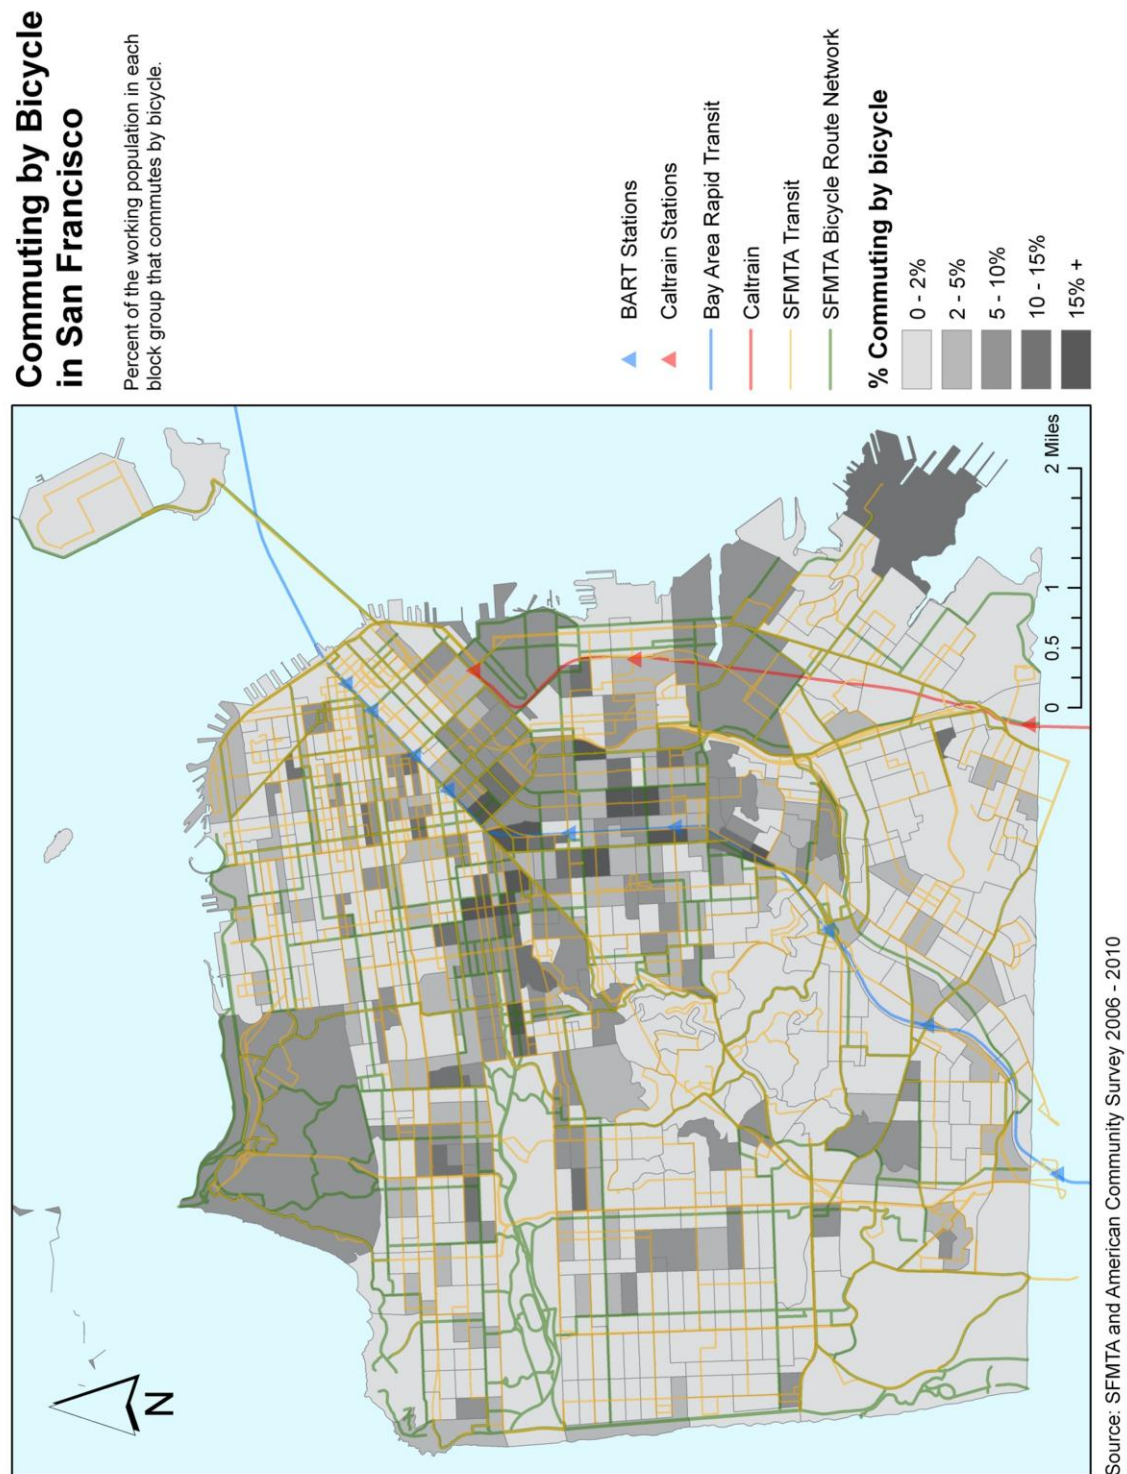 Commuting by Bicycle
in San Francisco
Percent of the working population in each
block group that commutes by bicycle.
BART Stations
Caltrain Stations
Bay Area Rapid Transit
Caltrain
SFMTA Transit
SFMTA Bicycle Route Network
% Commuting by bicycle
0 - 2%
2 - 5%
5 - 10%
10 - 15%
15% +
N
0 0.5 1 2 Miles
Source: SFMTA and American Community Survey 2006 - 2010